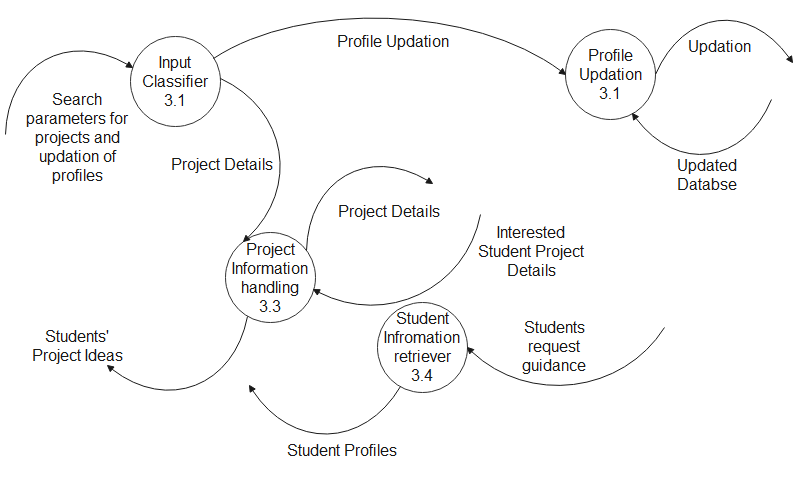 Profile Updation
Input
Classifier
3.1
Profile
Updation
3.1
Updation
Search
parameters for
projects and
updation of
profiles
Project Details
Updated
Databse
Project Details
Interested
Student Project
Details
Project
Information
handling
3.3
Students'
Project Ideas
Student
Infromation
retriever
3.4
Students
request
guidance
Student Profiles